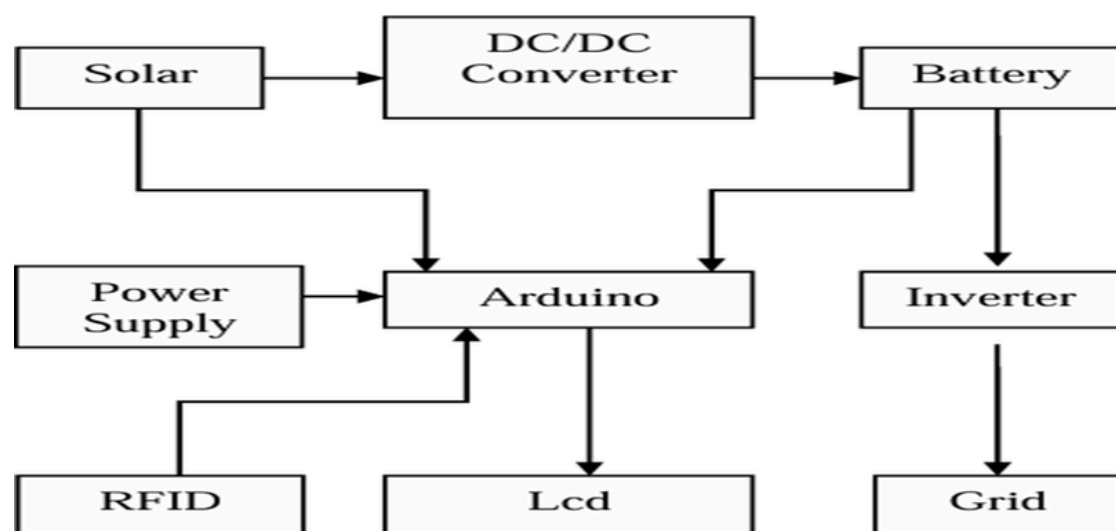 Solar
DC/DC
Converter
Battery
Power
Supply
Arduino
Inverter
RFID
Lcd
Grid